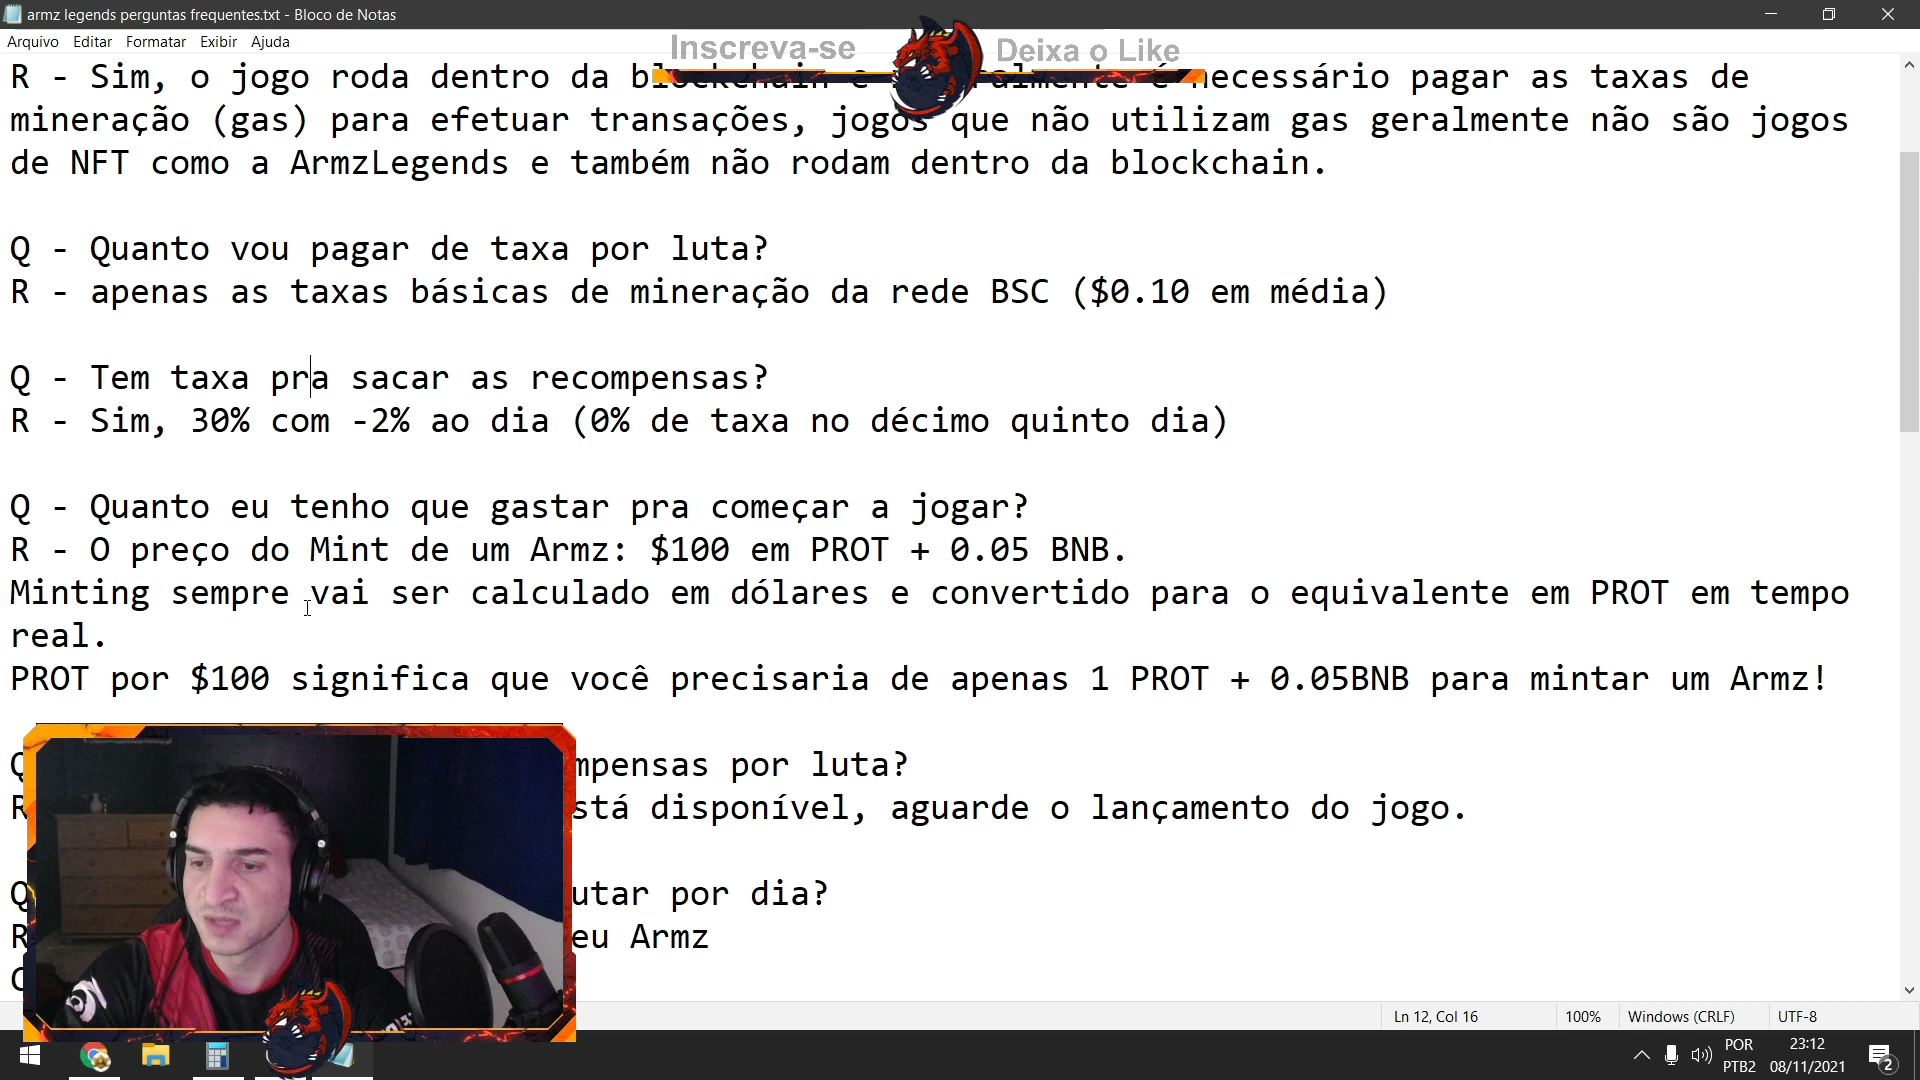 armz legends perguntas frequentes.txt - Bloco de Notas
Arquivo Editar Formatar Exibir Ajuda
Inscreva-se Deixa o Like
R - Sim, o jogo roda dentro da blockchain e é necessário pagar as taxas de
mineração (gas) para efetuar transações, jogos que não utilizam gas geralmente não são jogos
de NFT como a ArmzLegends e também não rodam dentro da blockchain.
Q - Quanto vou pagar de taxa por luta?
R - apenas as taxas básicas de mineração da rede BSC ($0.10 em média)
Q - Tem taxa pra sacar as recompensas?
R - Sim, 30% com -2% ao dia (0% de taxa no décimo quinto dia)
Q - Quanto eu tenho que gastar pra começar a jogar?
R - O preço do Mint de um Armz: $100 em PROT + 0.05 BNB.
Minting sempre vai ser calculado em dólares e convertido para o equivalente em PROT em tempo
real.
PROT por $100 significa que você precisaria de apenas 1 PROT + 0.05BNB para mintar um Armz!
mpensas por luta?
stá disponível, aguarde o lançamento do jogo.
utar por dia?
eu Armz
Ln 12, Col 16 100% Windows (CRLF) UTF-8
POR 23:12
PTB2 08/11/2021 2